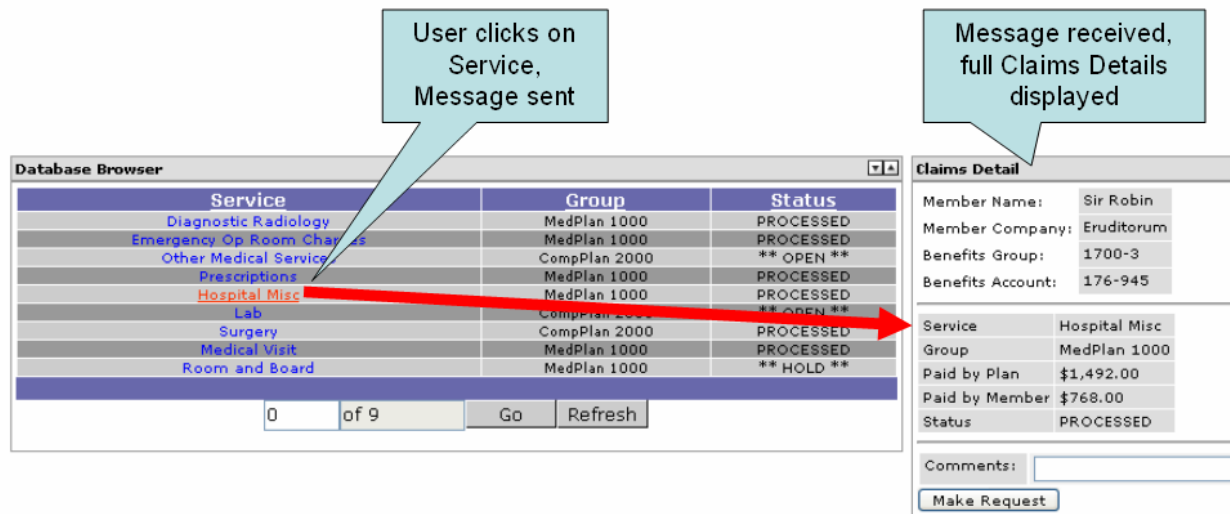 User clicks on
Service,
Message sent
Message received,
full Claims Details
displayed
Database Browser
Service Group Status
Diagnostic Radiology MedPlan 1000 PROCESSED
Emergency Op Room Charges MedPlan 1000 PROCESSED
Other Medical Services CompPlan 2000 ** OPEN **
Prescriptions MedPlan 1000 PROCESSED
Hospital Misc MedPlan 1000 PROCESSED
Lab CompPlan 2000 ** OPEN **
Surgery CompPlan 2000 PROCESSED
Medical Visit MedPlan 1000 PROCESSED
Room and Board MedPlan 1000 ** HOLD **
0 of 9 Go Refresh
Claims Detail
Member Name: Sir Robin
Member Company: Eruditorum
Benefits Group: 1700-3
Benefits Account: 176-945
Service Hospital Misc
Group MedPlan 1000
Paid by Plan $1,492.00
Paid by Member $768.00
Status PROCESSED
Comments:
Make Request